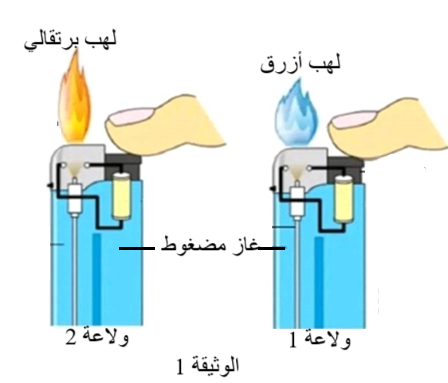 لهب برتقالي
لهب أزرق
غاز مضغوط
ولاعة 2
ولاعة 1
الوثيقة 1